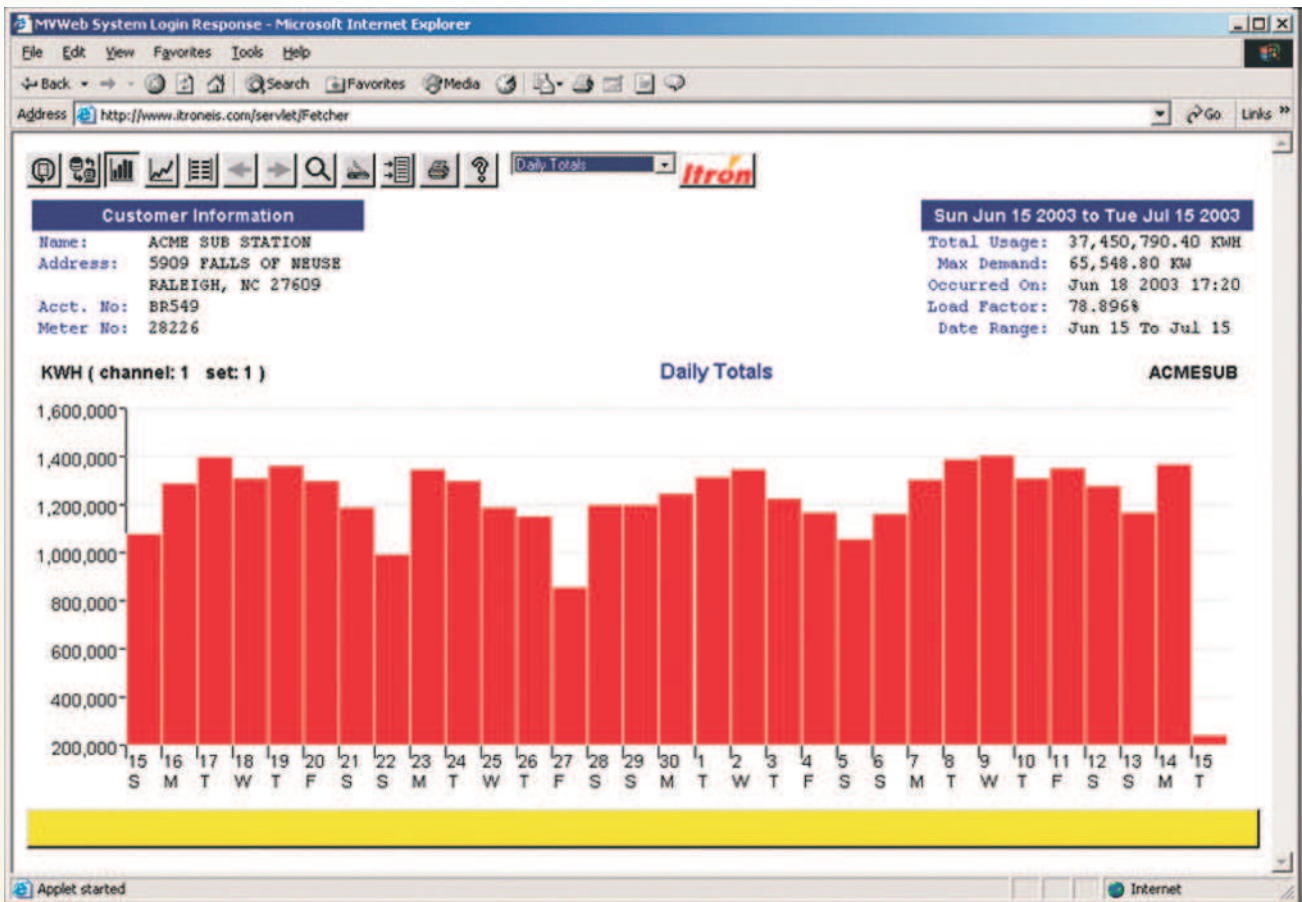 MVWeb System Login Response - Microsoft Internet Explorer
File Edit View Favorites Tools Help
Back Search Favorites Media
Address http://www.itroneis.com/servlet/Fetcher Go Links »
Daily Totals Itron
Customer Information
Name: ACME SUB STATION
Address: 5909 FALLS OF NEUSE
RALEIGH, NC 27609
Acct. No: BR549
Meter No: 28226
Sun Jun 15 2003 to Tue Jul 15 2003
Total Usage: 37,450,790.40 KWH
Max Demand: 65,548.80 KW
Occurred On: Jun 18 2003 17:20
Load Factor: 78.896%
Date Range: Jun 15 To Jul 15
KWH ( channel: 1 set: 1 ) Daily Totals ACMESUB
1,600,000
1,400,000
1,200,000
1,000,000
800,000
600,000
400,000
200,000
15 16 17 18 19 20 21 22 23 24 25 26 27 28 29 30 1 2 3 4 5 6 7 8 9 10 11 12 13 14 15
S M T W T F S S M T W T F S S M T W T F S S M T W T F S S M T
Applet started Internet